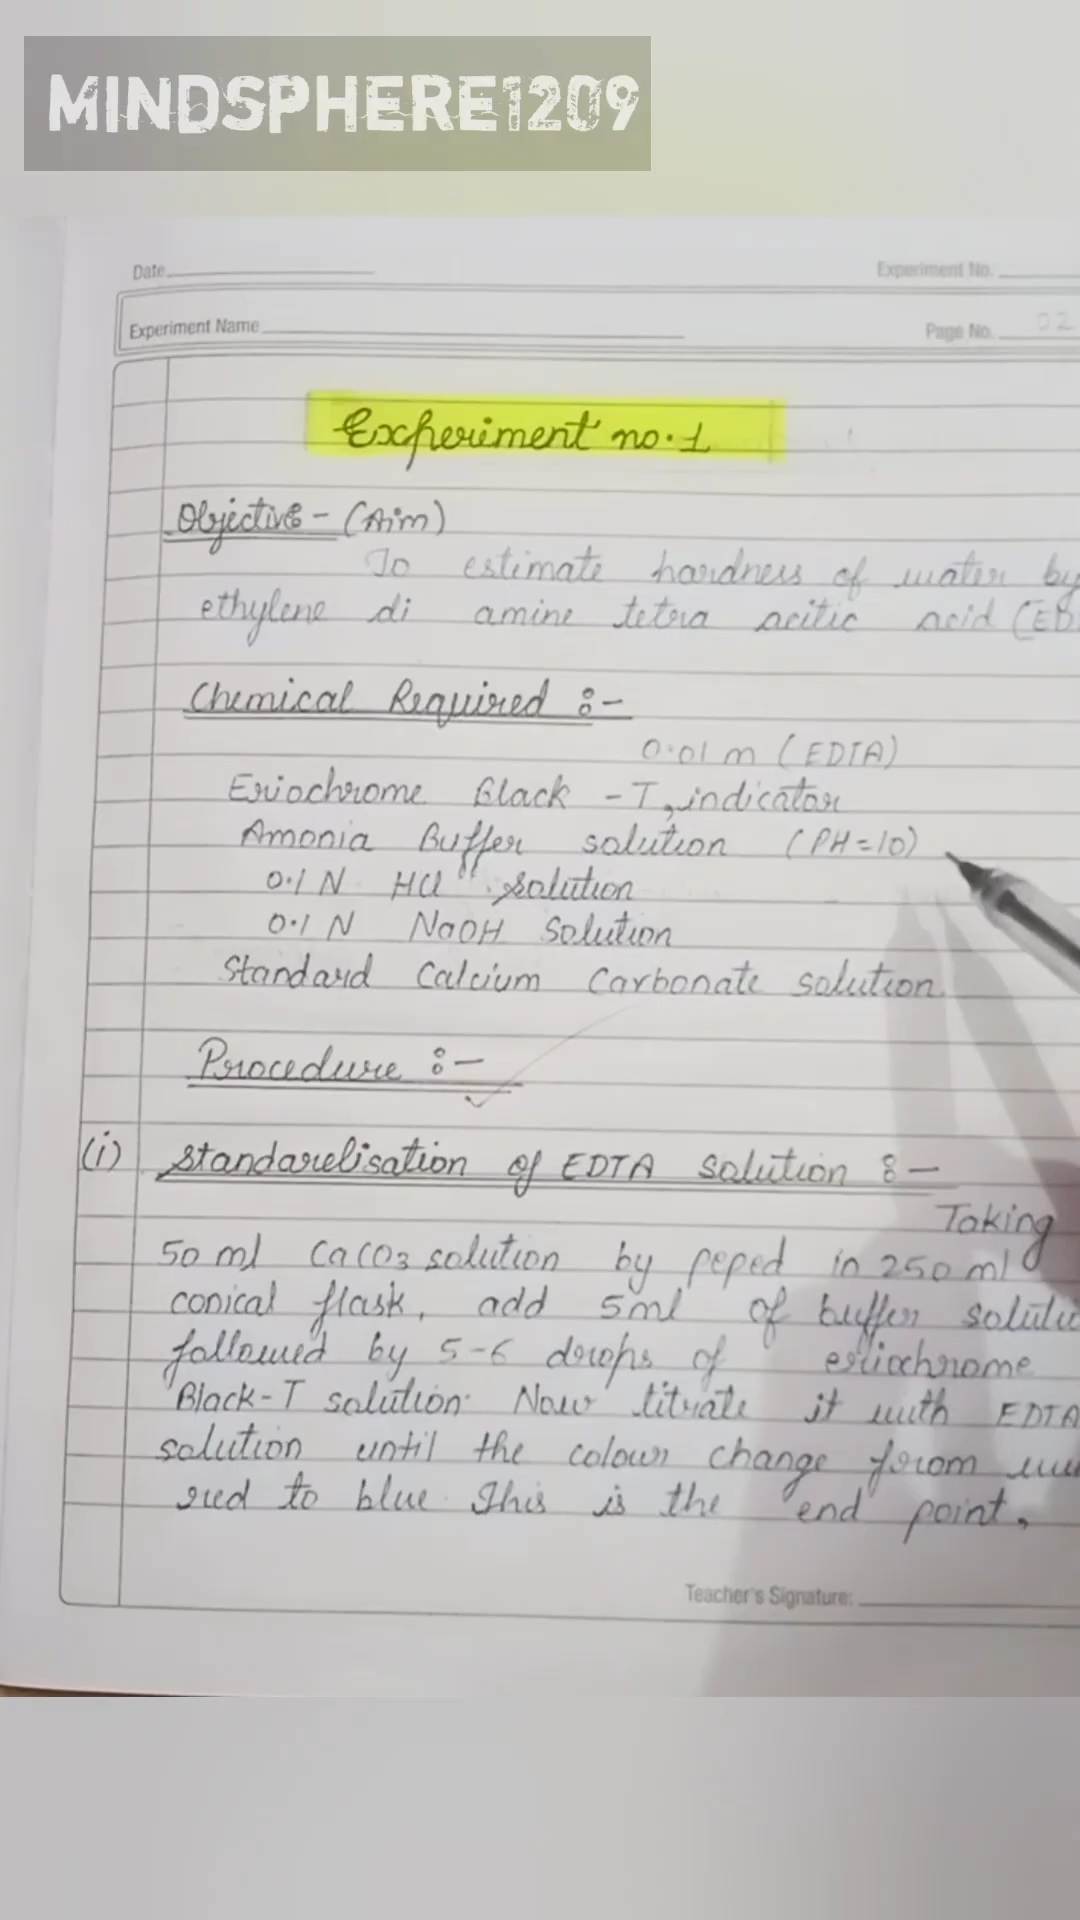 MINDSPHERE1209
Date
Experiment No.
Experiment Name
Page No. 02
Experiment no. 1
Objective - (Aim)
To estimate hardness of water by
ethylene di amine tetra acitic acid (ED
Chemical Required :-
0.01 m (EDTA)
Eriochrome Black - T, indicator
Amonia Buffer solution (PH=10)
0.1 N HCl solution
0.1 N NaOH Solution
Standard Calcium Carbonate solution
Procedure :-
(i) Standarelisation of EDTA solution :-
Taking
50 ml CaCO3 solution by peped in 250 ml
conical flask, add 5ml of buffer solutio
followed by 5-6 drops of eriochrome
Black-T solution. Now titrate it with EDTA
solution until the colour change forom
red to blue. This is the end point.
Teacher's Signature: